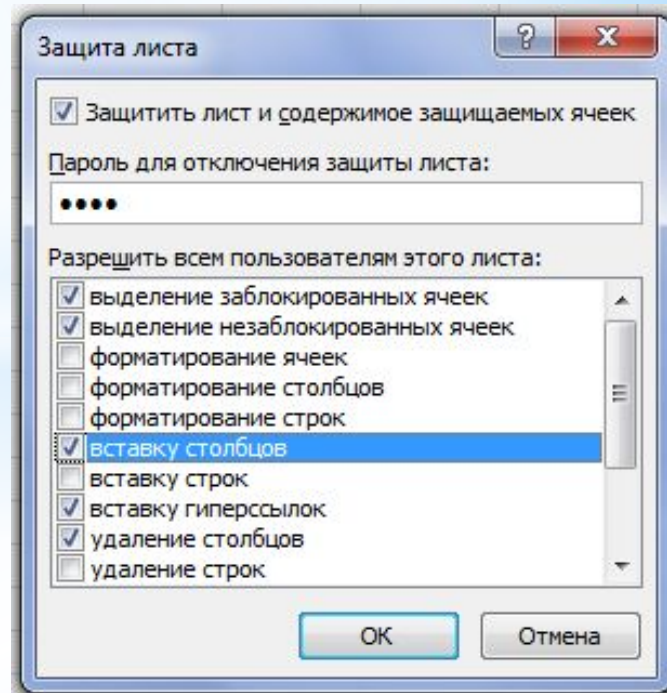 Защита листа
Защитить лист и содержимое защищаемых ячеек
Пароль для отключения защиты листа:
••••
Разрешить всем пользователям этого листа:
выделение заблокированных ячеек
выделение незаблокированных ячеек
форматирование ячеек
форматирование столбцов
форматирование строк
вставку столбцов
вставку строк
вставку гиперссылок
удаление столбцов
удаление строк
ОК Отмена